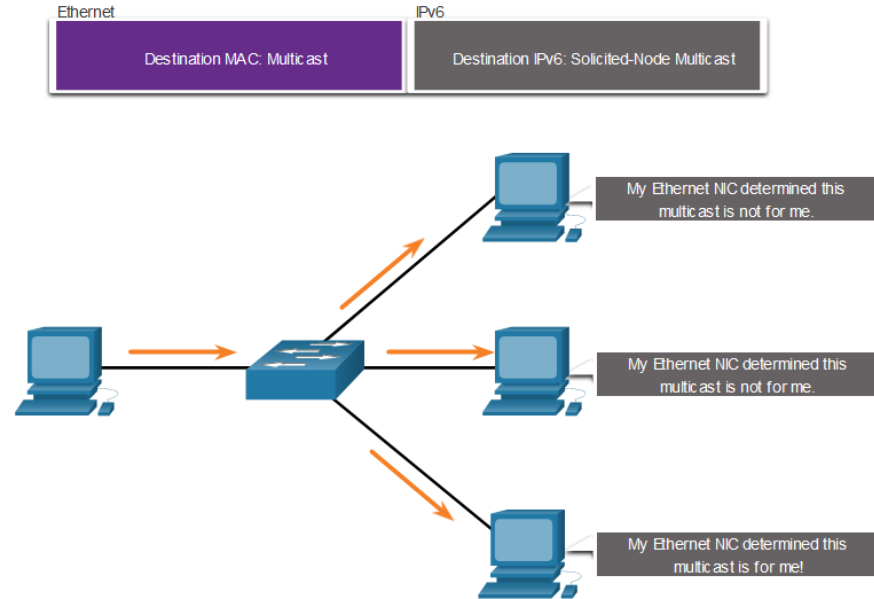 Ethernet
IPv6
Destination MAC: Multicast
Destination IPv6: Solicited-Node Multicast
My Ethernet NIC determined this
multicast is not for me.
My Ethernet NIC determined this
multicast is not for me.
My Ethernet NIC determined this
multicast is for me!